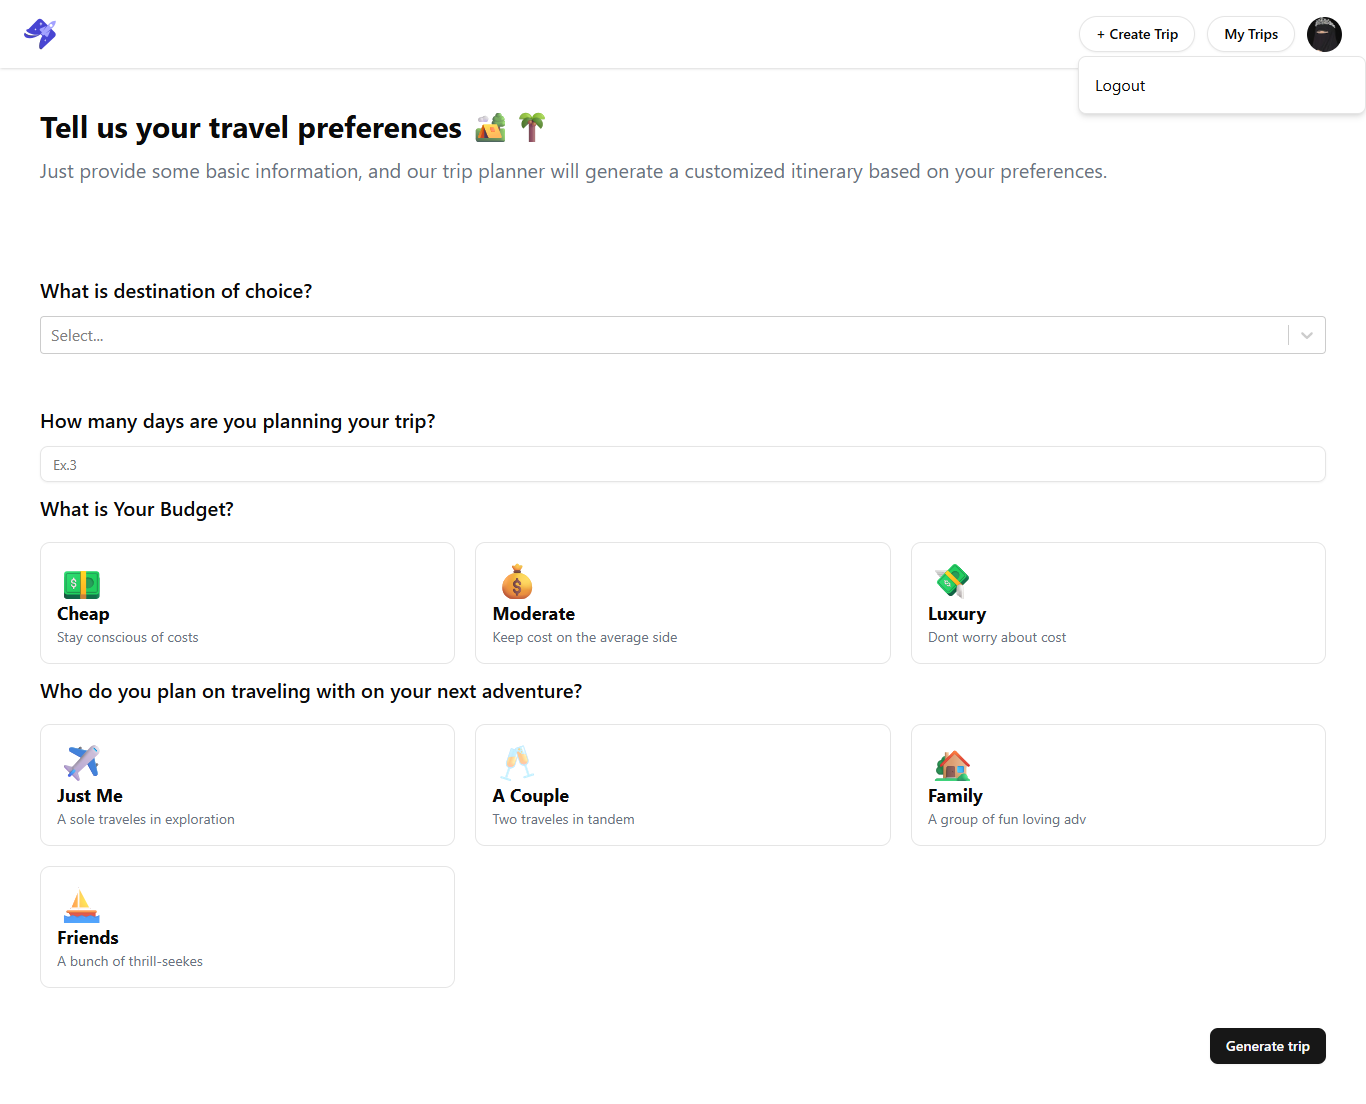 + Create Trip
My Trips
Logout
Tell us your travel preferences 🏕️ 🌴
Just provide some basic information, and our trip planner will generate a customized itinerary based on your preferences.
What is destination of choice?
Select...
How many days are you planning your trip?
Ex.3
What is Your Budget?
Cheap
Stay conscious of costs
Moderate
Keep cost on the average side
Luxury
Dont worry about cost
Who do you plan on traveling with on your next adventure?
Just Me
A sole traveles in exploration
A Couple
Two traveles in tandem
Family
A group of fun loving adv
Friends
A bunch of thrill-seekes
Generate trip